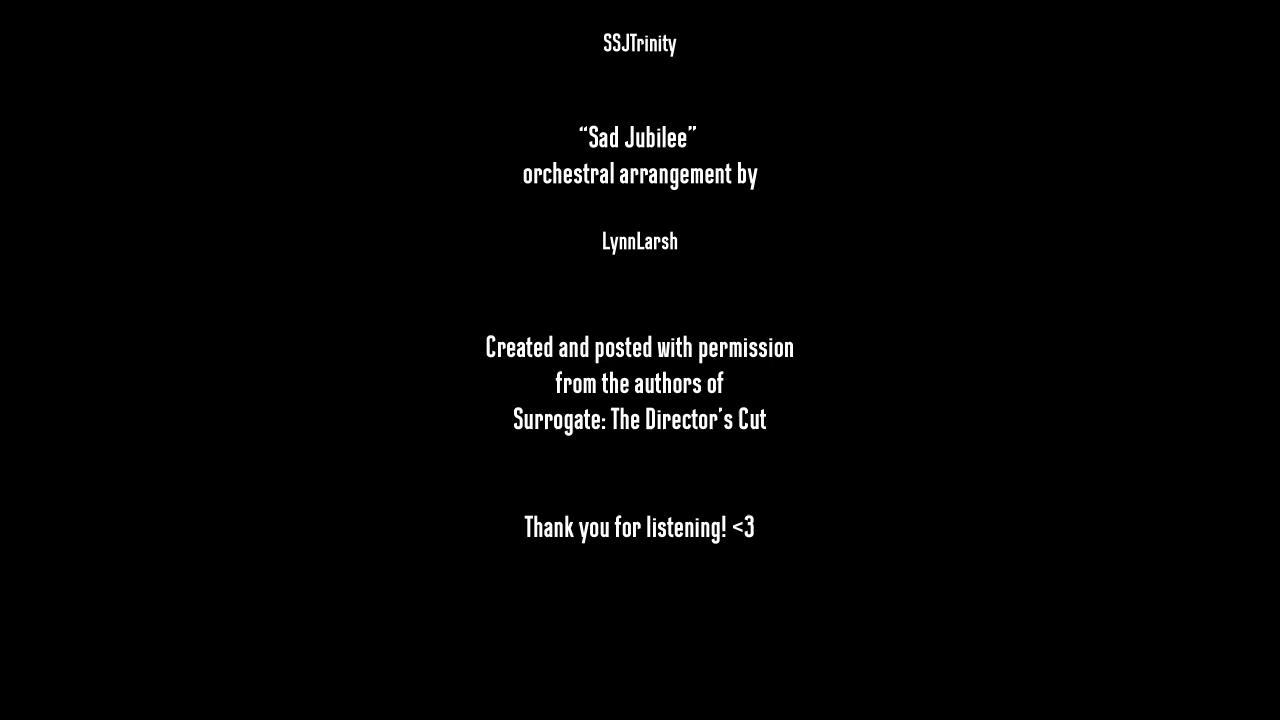 SSJTrinity
“Sad Jubilee”
orchestral arrangement by
LynnLarsh
Created and posted with permission
from the authors of
Surrogate: The Director’s Cut
Thank you for listening! <3